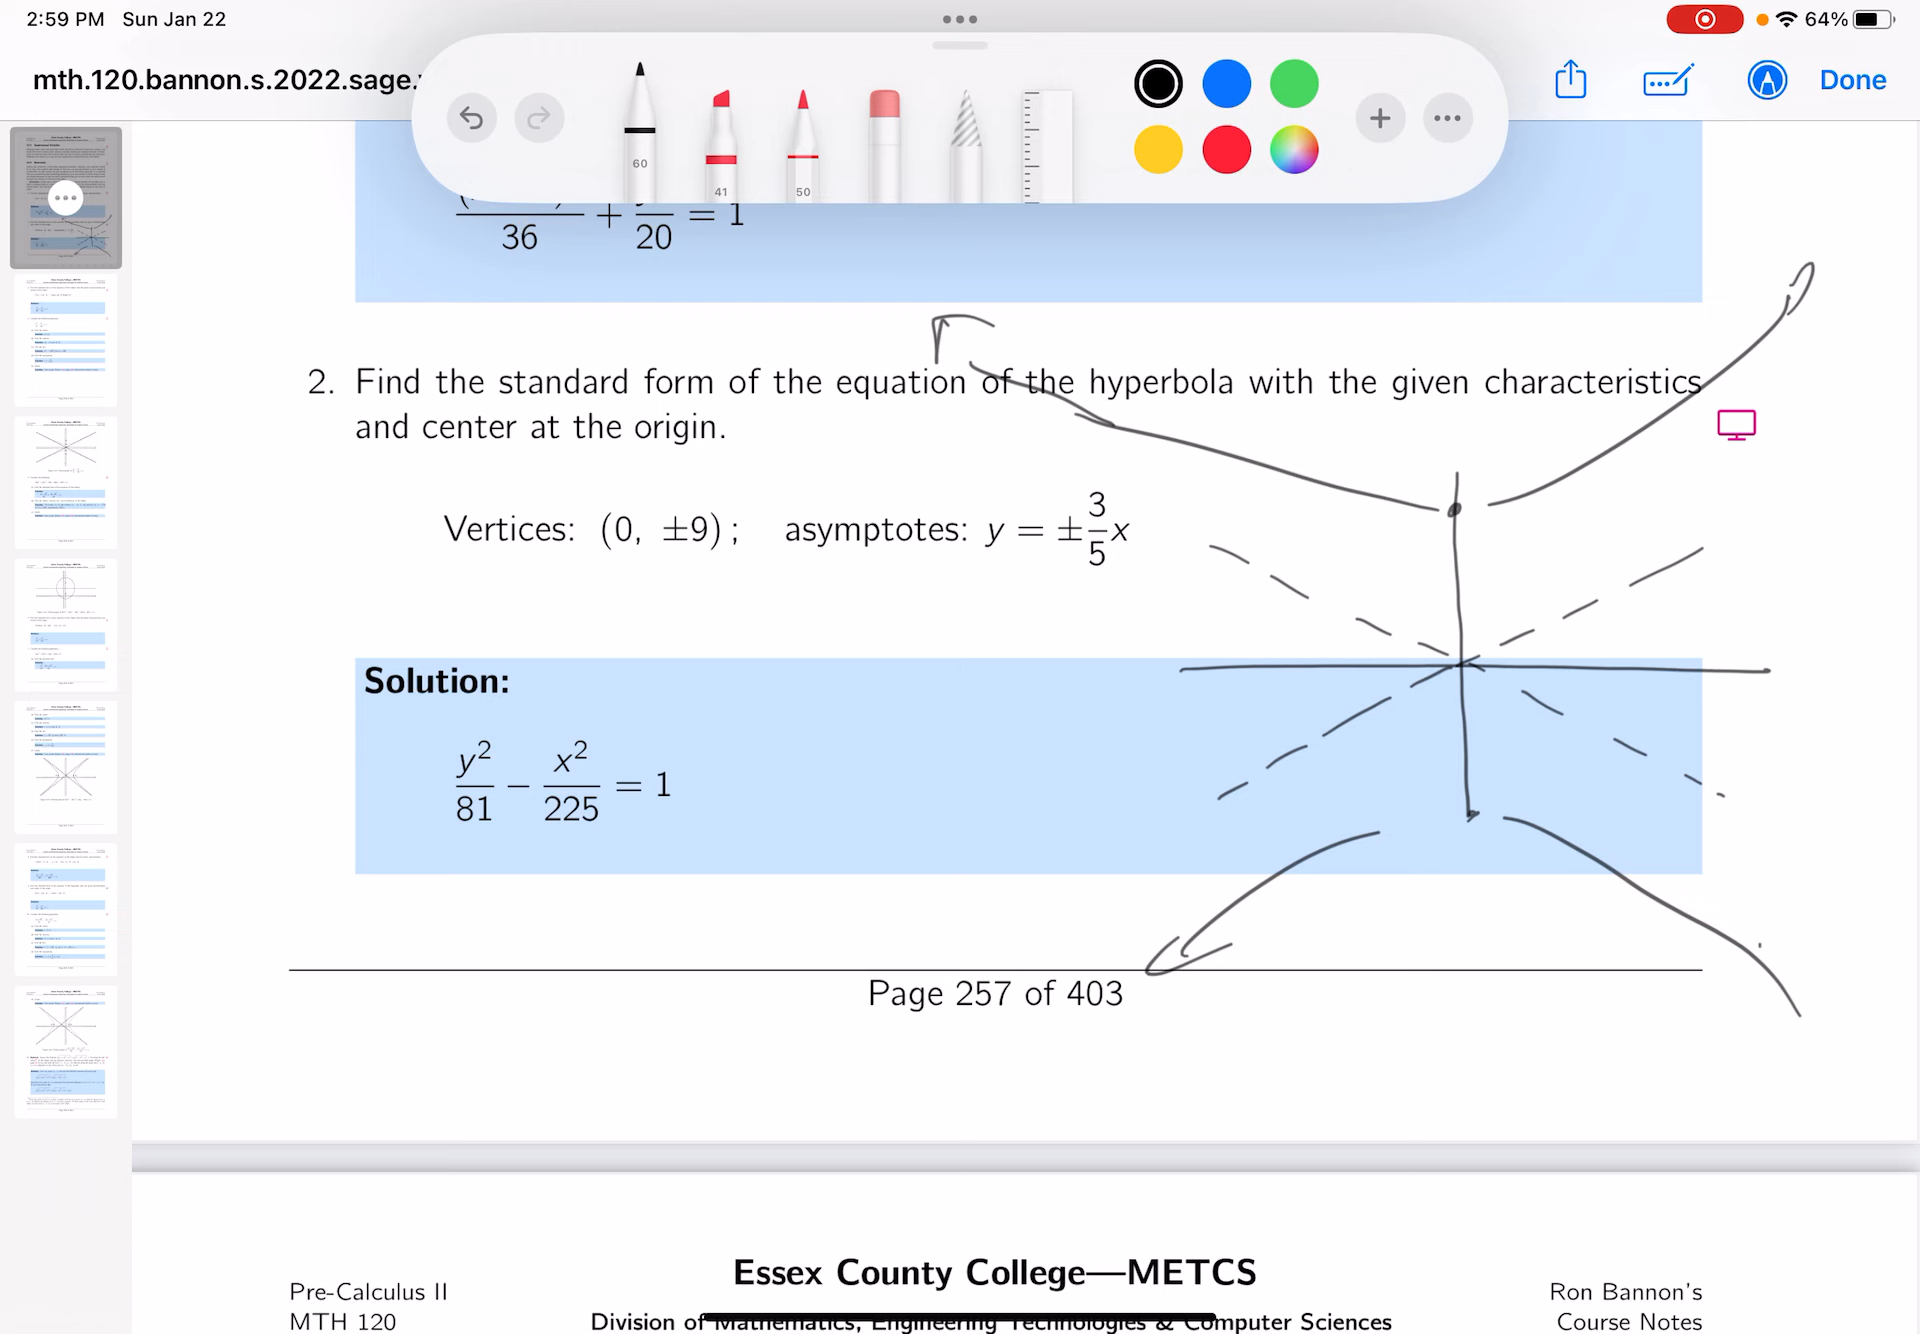 2:59 PM Sun Jan 22
64%
mth.120.bannon.s.2022.sage.
Done
60
41
50
36 + 20 = 1
2. Find the standard form of the equation of the hyperbola with the given characteristics
and center at the origin.
Vertices: (0, ±9); asymptotes: y = ±3/5x
Solution:
y²/81 − x²/225 = 1
Page 257 of 403
Essex County College—METCS
Pre-Calculus II
Ron Bannon's
MTH 120
Division of Mathematics, Engineering Technologies & Computer Sciences
Course Notes